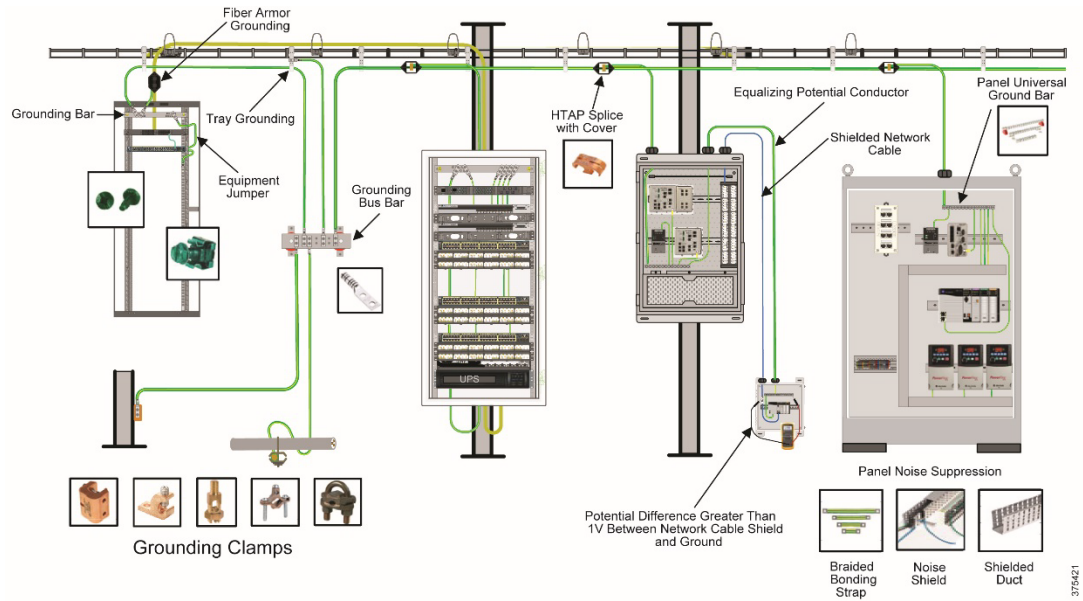 Fiber Armor
Grounding
Grounding Bar
Tray Grounding
Equipment
Jumper
Grounding
Bus Bar
HTAP Splice
with Cover
Equalizing Potential Conductor
Shielded Network
Cable
Panel Universal
Ground Bar
UPS
Grounding Clamps
Potential Difference Greater Than
1V Between Network Cable Shield
and Ground
Panel Noise Suppression
Braided
Bonding
Strap
Noise
Shield
Shielded
Duct
375421